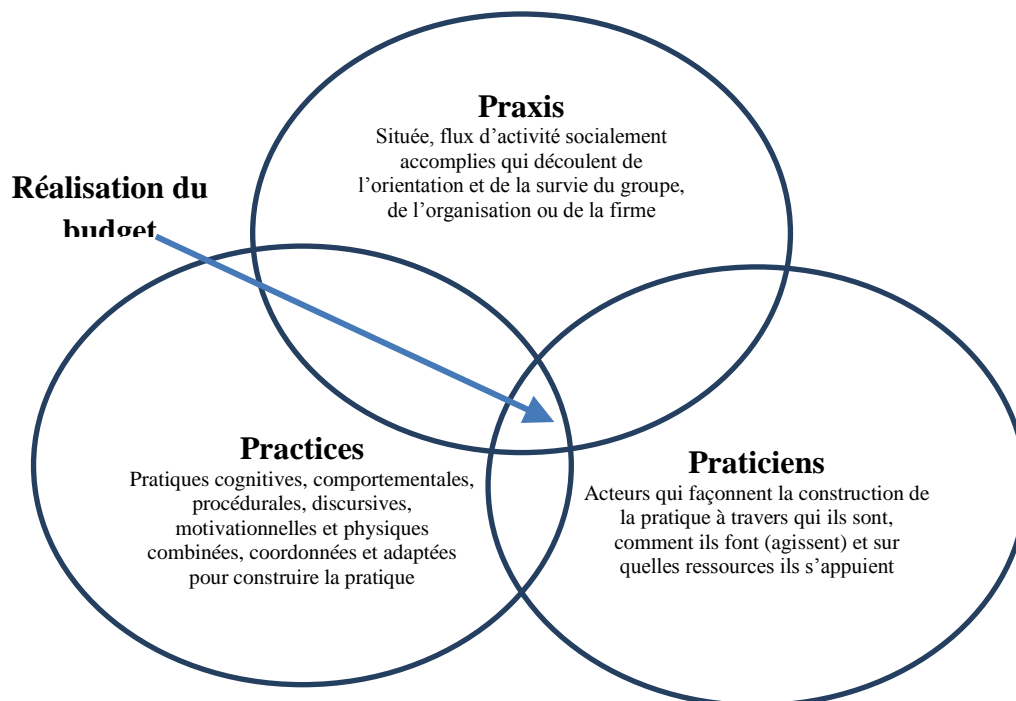 Praxis
Située, flux d'activité socialement
accomplies qui découlent de
l'orientation et de la survie du groupe,
de l'organisation ou de la firme
Réalisation du
budget
Practices
Pratiques cognitives, comportementales,
procédurales, discursives,
motivationnelles et physiques
combinées, coordonnées et adaptées
pour construire la pratique
Praticiens
Acteurs qui façonnent la construction de
la pratique à travers qui ils sont,
comment ils font (agissent) et sur
quelles ressources ils s'appuient